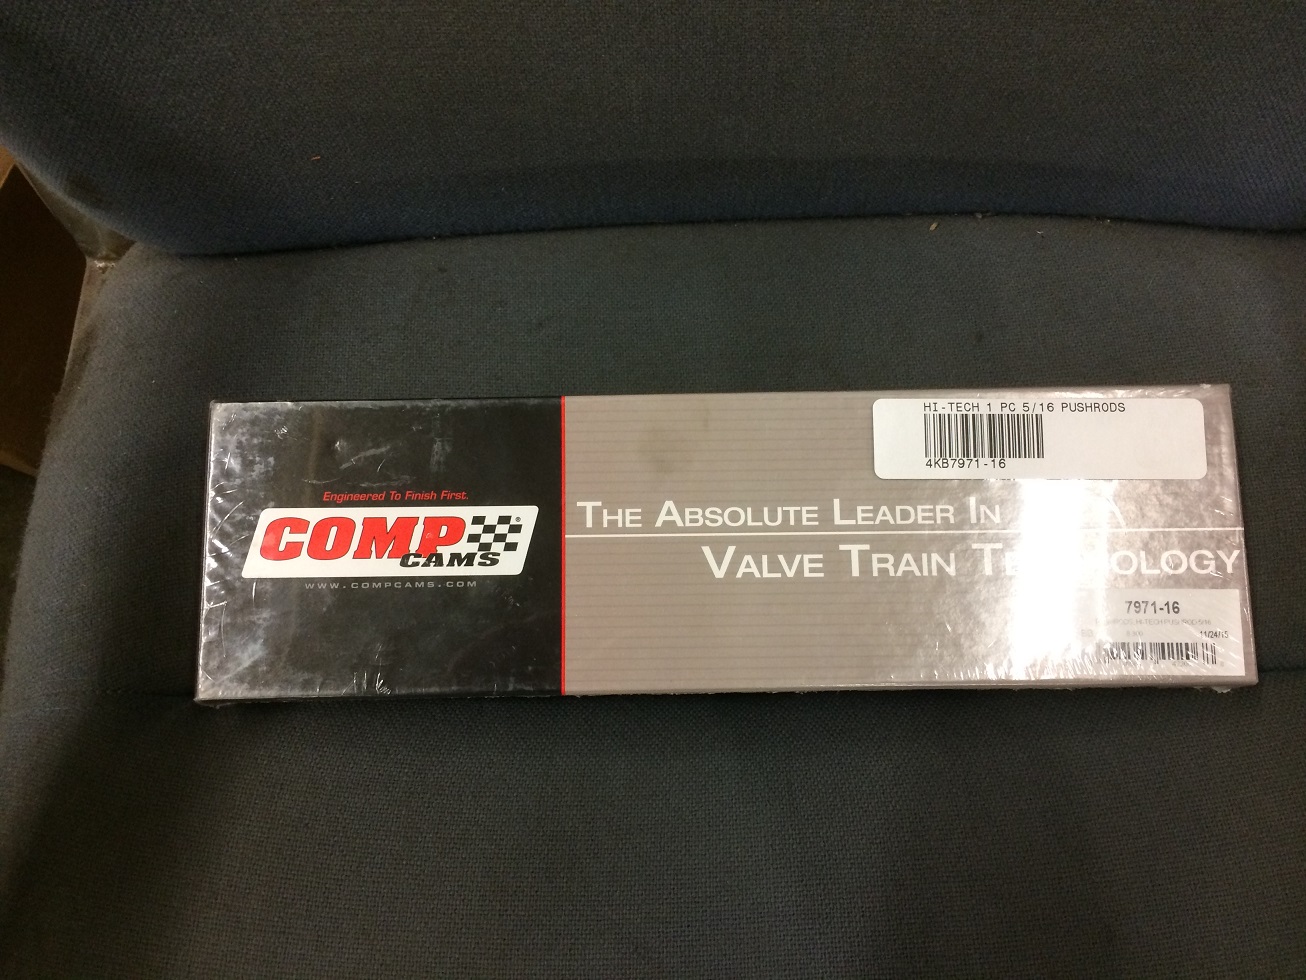 HI-TECH 1 PC 5/16 PUSHRODS
4KB7971-16
Engineered To Finish First.
COMP
CAMS
WWW.COMPCAMS.COM
THE ABSOLUTE LEADER IN
VALVE TRAIN TE OLOGY
7971-16
11/24/15